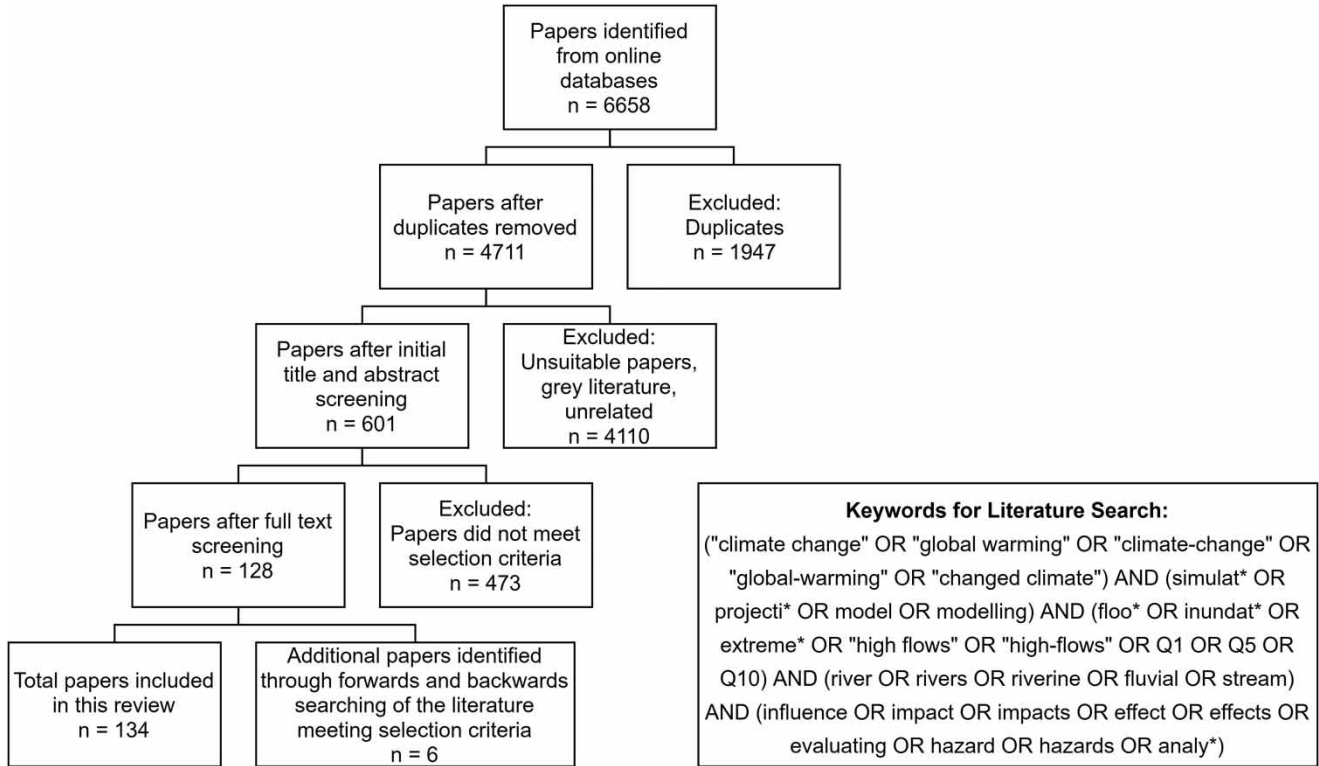 Papers identified
from online
databases
n = 6658
Papers after
duplicates removed
n = 4711
Excluded:
Duplicates
n = 1947
Papers after initial
title and abstract
screening
n = 601
Excluded:
Unsuitable papers,
grey literature,
unrelated
n = 4110
Papers after full text
screening
n = 128
Excluded:
Papers did not meet
selection criteria
n = 473
Total papers included
in this review
n = 134
Additional papers identified
through forwards and backwards
searching of the literature
meeting selection criteria
n = 6
Keywords for Literature Search:
("climate change" OR "global warming" OR "climate-change" OR
"global-warming" OR "changed climate") AND (simulat* OR
projecti* OR model OR modelling) AND (floo* OR inundat* OR
extreme* OR "high flows" OR "high-flows" OR Q1 OR Q5 OR
Q10) AND (river OR rivers OR riverine OR fluvial OR stream)
AND (influence OR impact OR impacts OR effect OR effects OR
evaluating OR hazard OR hazards OR analy*)